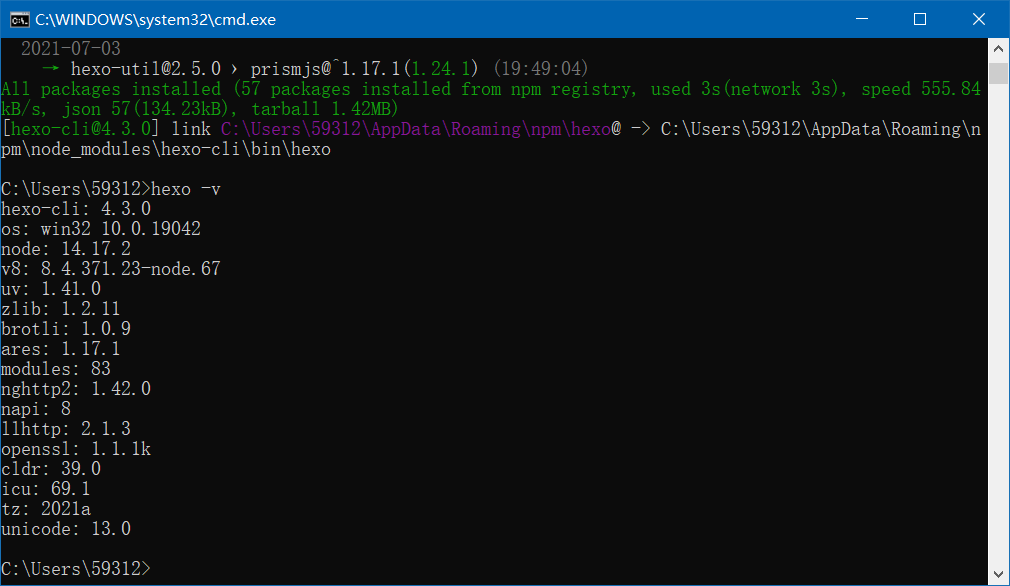 C:\WINDOWS\system32\cmd.exe
2021-07-03
→ hexo-util@2.5.0 › prismjs@^1.17.1(1.24.1) (19:49:04)
All packages installed (57 packages installed from npm registry, used 3s(network 3s), speed 555.84
kB/s, json 57(134.23kB), tarball 1.42MB)
[hexo-cli@4.3.0] link C:\Users\59312\AppData\Roaming\npm\hexo@ -> C:\Users\59312\AppData\Roaming\n
pm\node_modules\hexo-cli\bin\hexo
C:\Users\59312>hexo -v
hexo-cli: 4.3.0
os: win32 10.0.19042
node: 14.17.2
v8: 8.4.371.23-node.67
uv: 1.41.0
zlib: 1.2.11
brotli: 1.0.9
ares: 1.17.1
modules: 83
nghttp2: 1.42.0
napi: 8
llhttp: 2.1.3
openssl: 1.1.1k
cldr: 39.0
icu: 69.1
tz: 2021a
unicode: 13.0
C:\Users\59312>